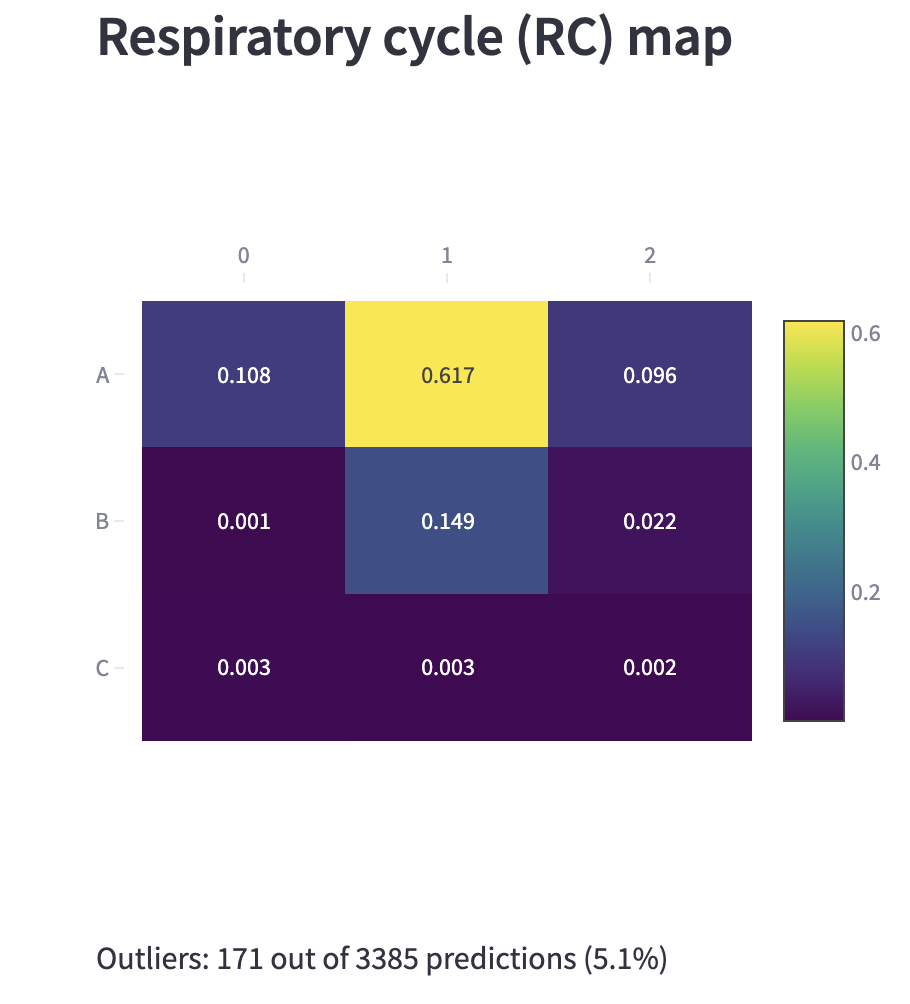 Respiratory cycle (RC) map
0 1 2
A 0.108 0.617 0.096 0.6
0.4
B 0.001 0.149 0.022
0.2
C 0.003 0.003 0.002
Outliers: 171 out of 3385 predictions (5.1%)